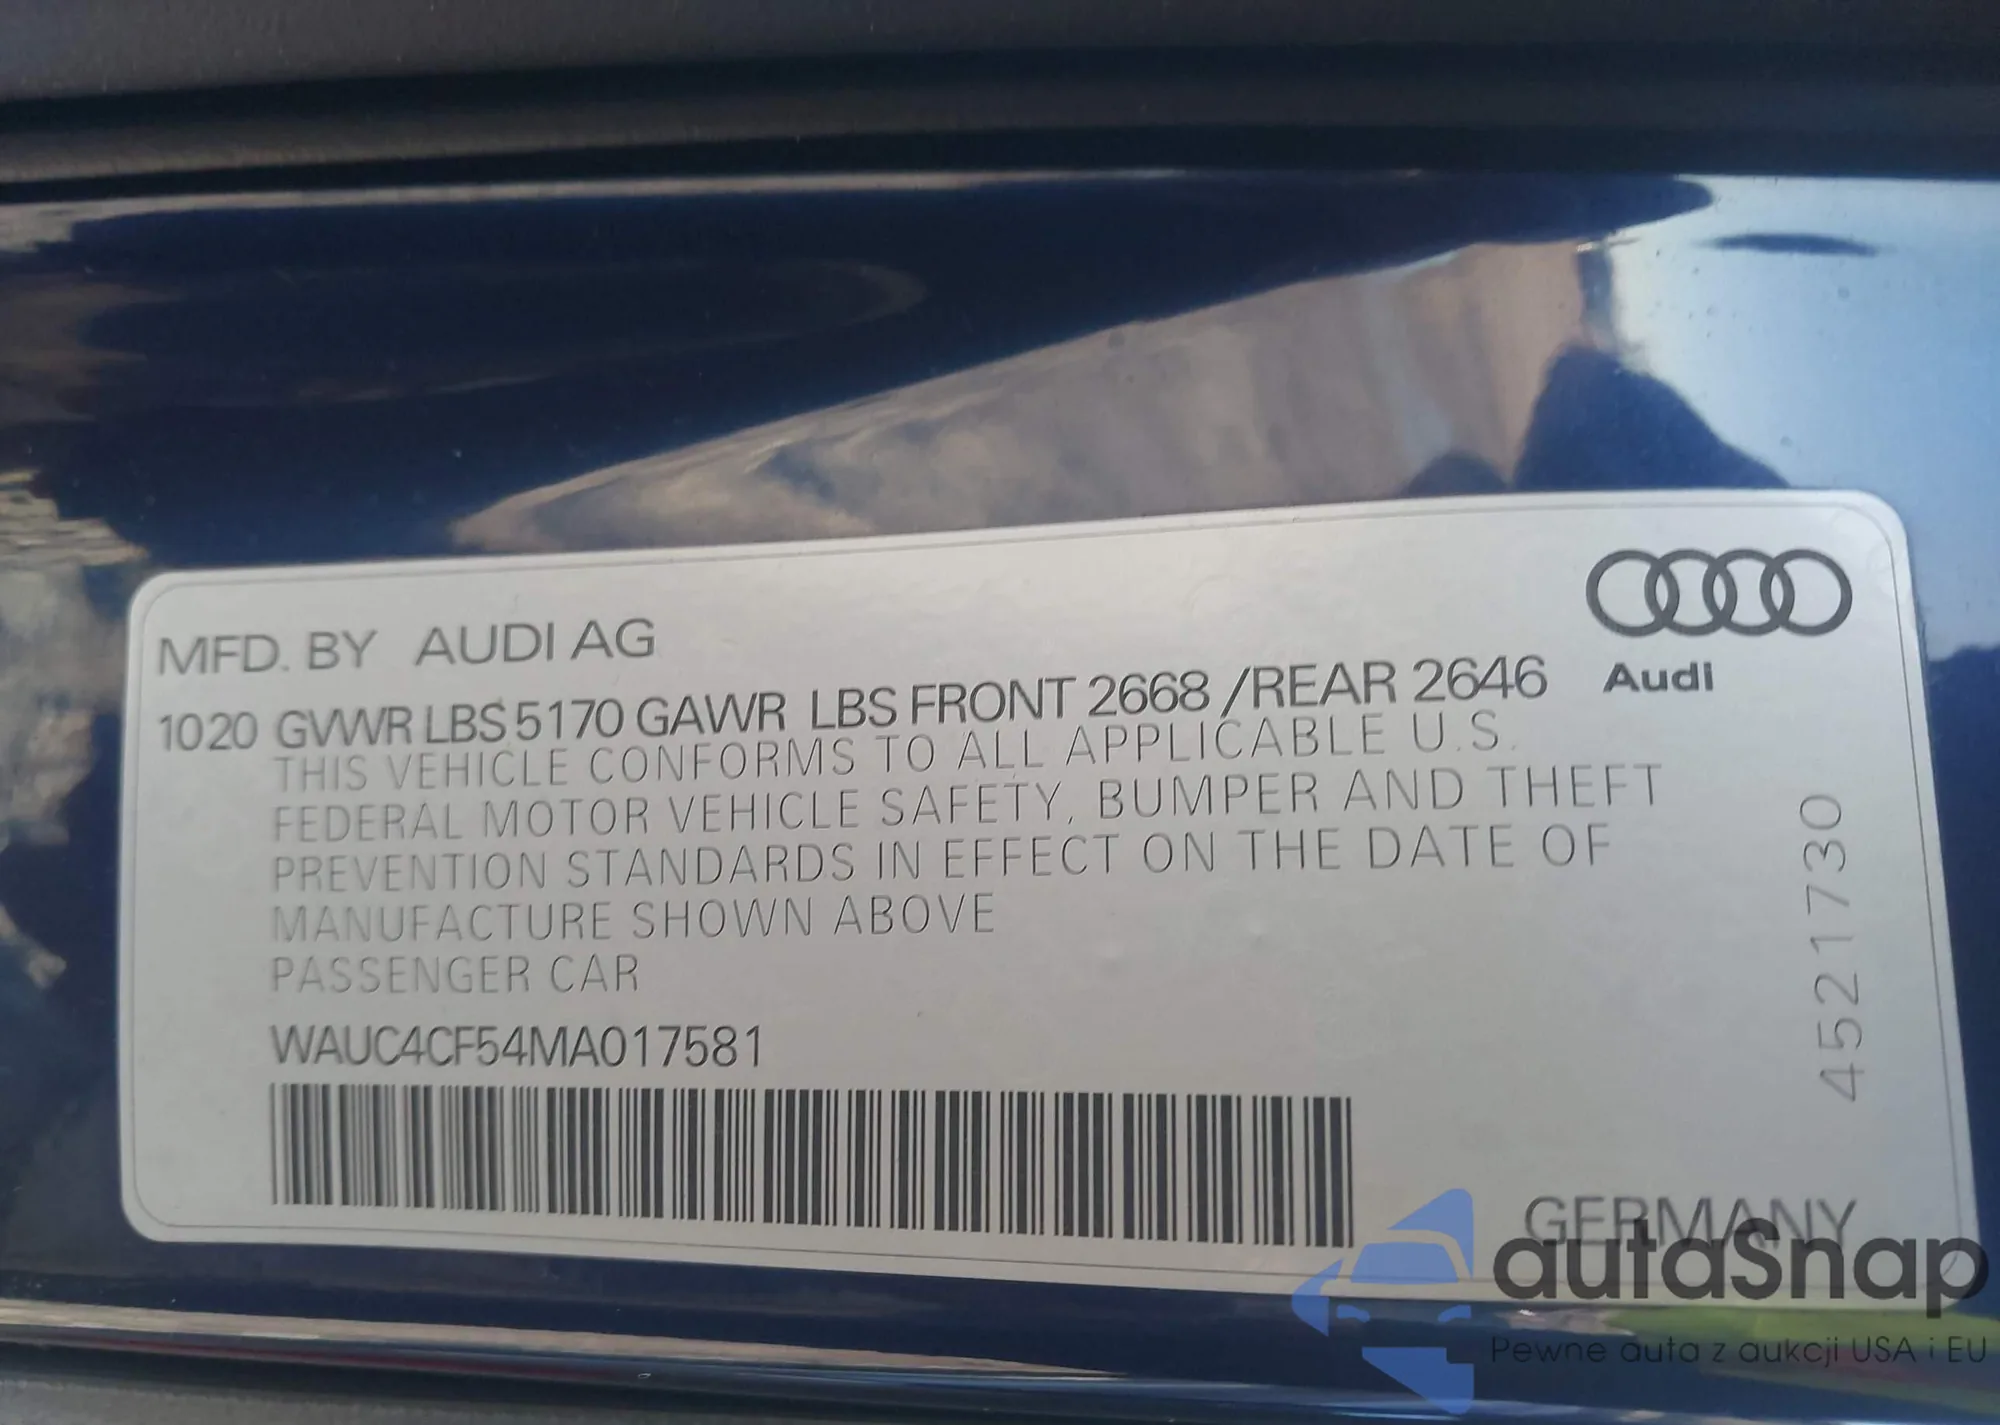 MFD. BY AUDI AG
1020 GVWR LBS 5170 GAWR LBS FRONT 2668 /REAR 2646
Audi
THIS VEHICLE CONFORMS TO ALL APPLICABLE U.S.
FEDERAL MOTOR VEHICLE SAFETY, BUMPER AND THEFT
PREVENTION STANDARDS IN EFFECT ON THE DATE OF
MANUFACTURE SHOWN ABOVE
PASSENGER CAR
WAUC4CF54MA017581
4521730
GERMANY
autaSnap
Pewne auta z aukcji USA i EU